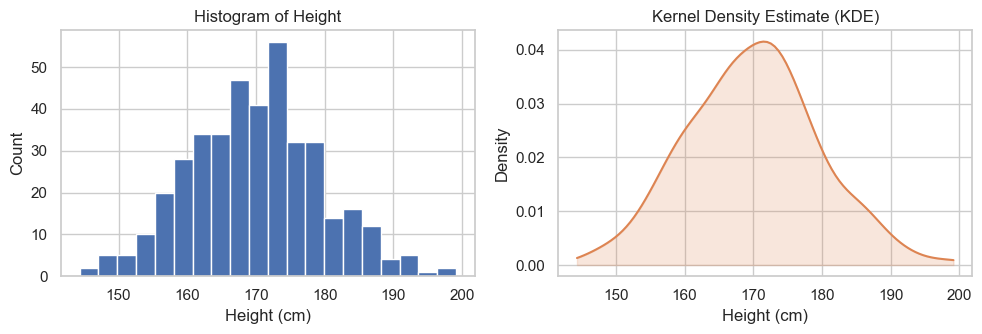 Histogram of Height
50
40
30
20
10
0
Count
150 160 170 180 190 200
Height (cm)
Kernel Density Estimate (KDE)
0.04
0.03
0.02
0.01
0.00
Density
150 160 170 180 190 200
Height (cm)